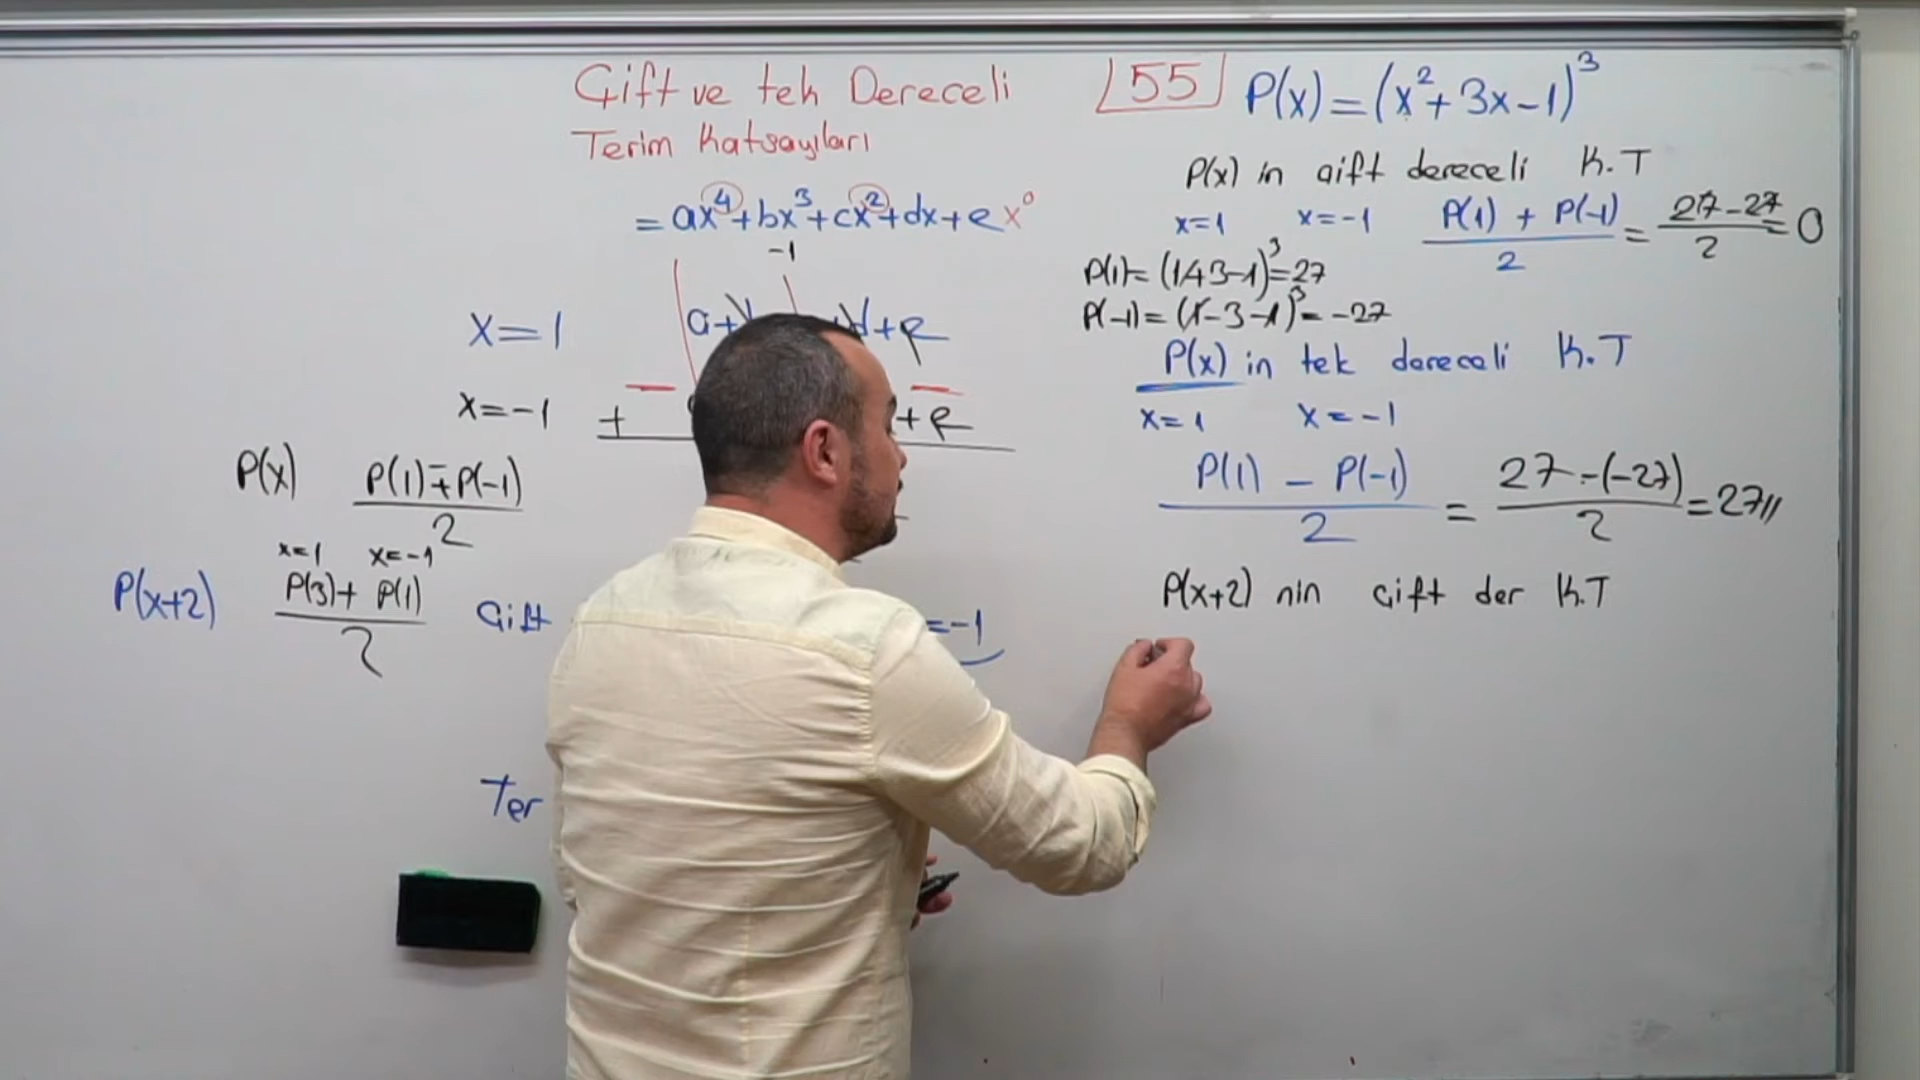 Çift ve tek Dereceli
Terim Katsayıları
= ax⁴+bx³+cx²+dx+ex⁰
-1
x=1
x=-1
+
+e
P(x) P(1)∓P(-1)
2
x=1 x=-1
P(x+2) P(3)+ P(1)
2
Çift
=-1
Ter
55 P(x)=(x²+3x-1)³
P(x) in çift dereceli K.T
x=1 x=-1 P(1) + P(-1) = 27-27 = 0
2 2
P(1)=(1+3-1)³=27
P(-1)=(1-3-1)³=-27
P(x) in tek dereceli K.T
x=1 x=-1
P(1) - P(-1) = 27-(-27) = 27//
2 2
P(x+2) nin çift der K.T